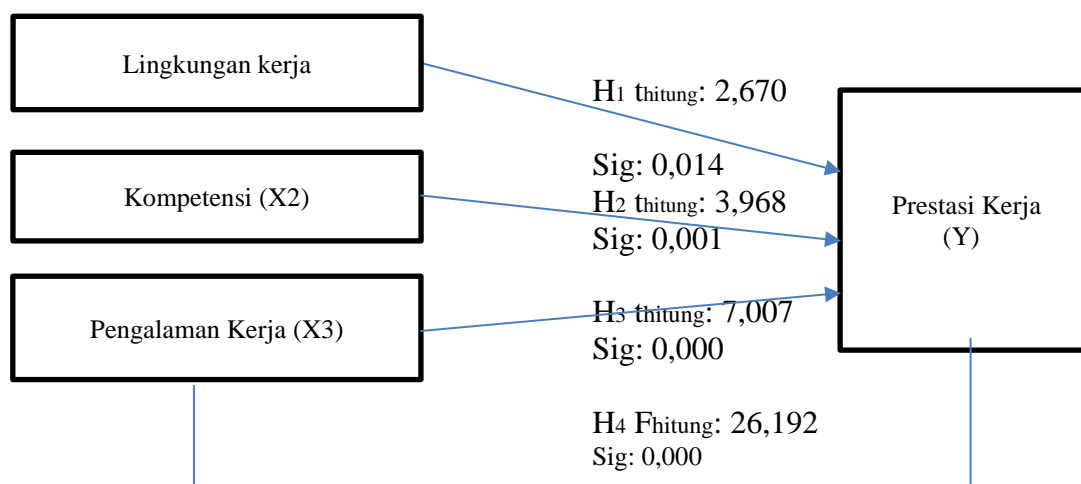 Lingkungan kerja
H1 thitung: 2,670
Sig: 0,014
Kompetensi (X2)
H2 thitung: 3,968
Sig: 0,001
Prestasi Kerja
(Y)
Pengalaman Kerja (X3)
H3 thitung: 7,007
Sig: 0,000
H4 Fhitung: 26,192
Sig: 0,000